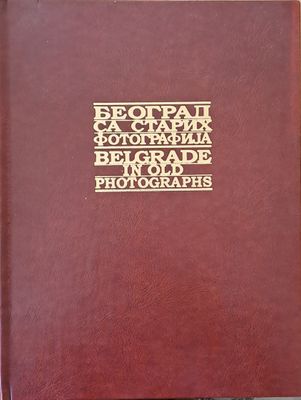 БЕОГРАД
СА СТАРИХ
ФОТОГРАФИЈА
BELGRADE
IN OLD
PHOTOGRAPHS